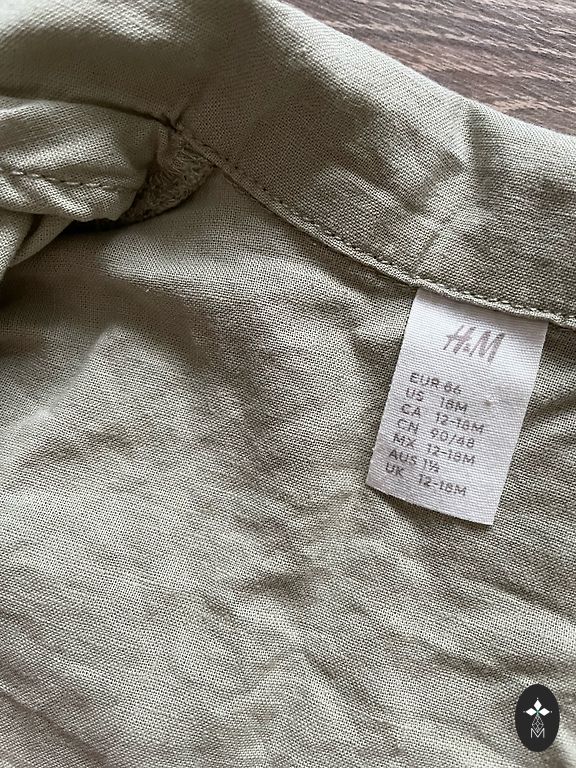 H&M
EUR 86
US 18M
CA 12-18M
CN 90/48
MX 12-18M
AUS 1½
UK 12-18M
M